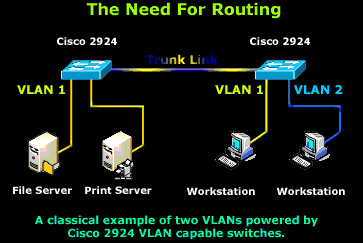 The Need For Routing
Cisco 2924 Cisco 2924
Trunk Link
VLAN 1 VLAN 1 VLAN 2
File Server Print Server Workstation Workstation
A classical example of two VLANs powered by
Cisco 2924 VLAN capable switches.